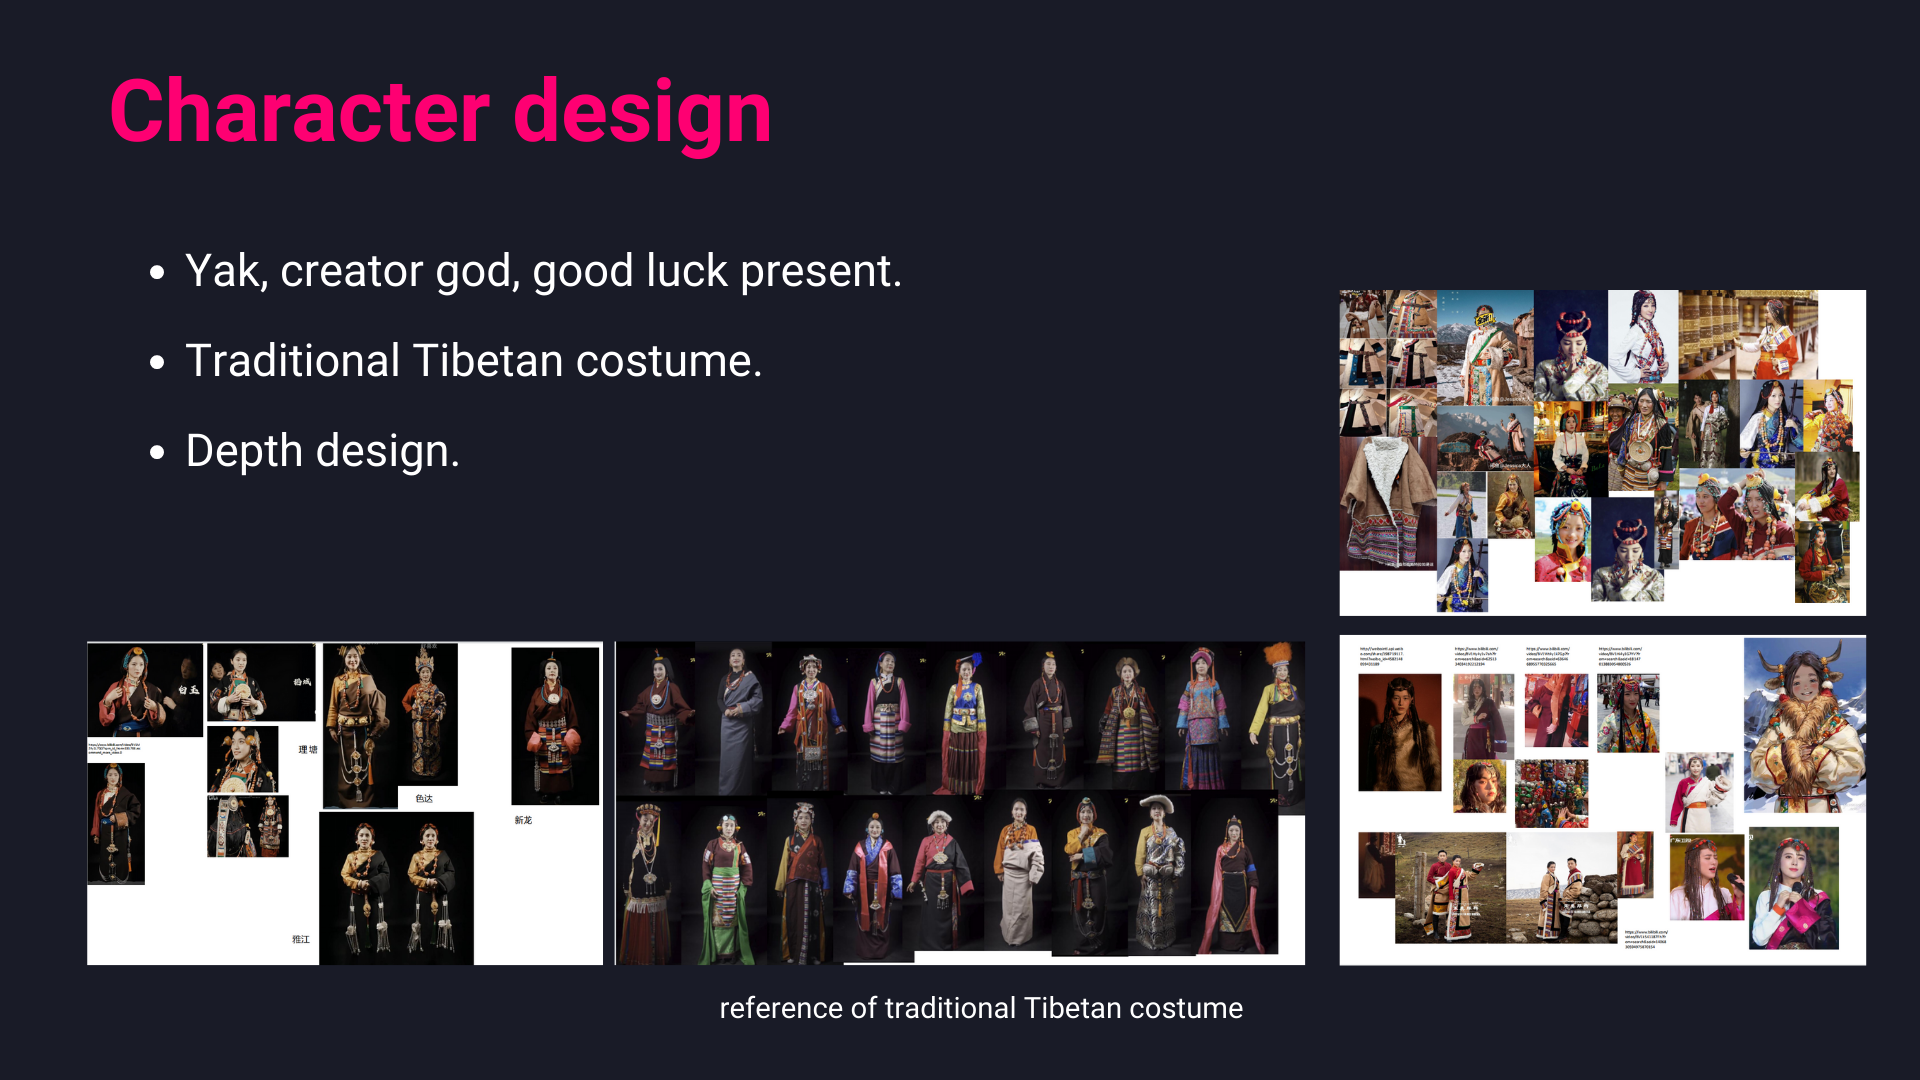 Character design
Yak, creator god, good luck present.
Traditional Tibetan costume.
Depth design.
白玉
稻城
理塘
色达
新龙
雅江
reference of traditional Tibetan costume